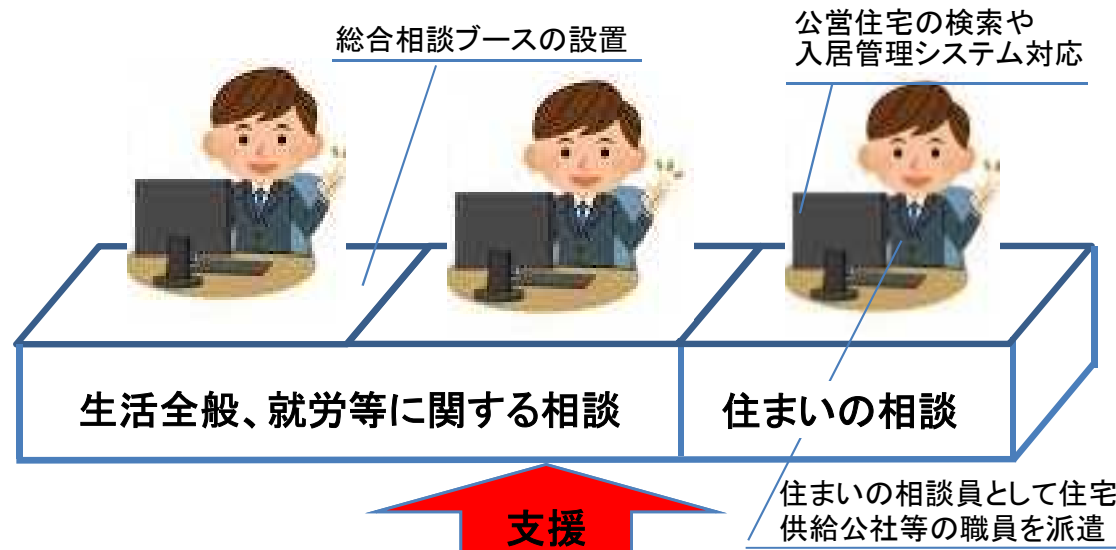 総合相談ブースの設置
公営住宅の検索や
入居管理システム対応
生活全般、就労等に関する相談
住まいの相談
住まいの相談員として住宅
供給公社等の職員を派遣
支援